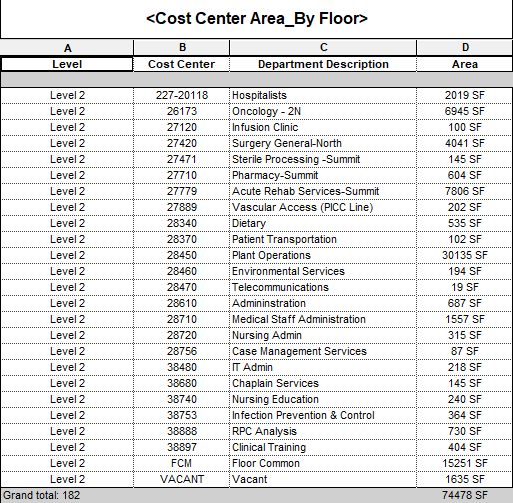 <Cost Center Area_By Floor>
A B C D
Level Cost Center Department Description Area
Level 2 227-20118 Hospitalists 2019 SF
Level 2 26173 Oncology - 2N 6945 SF
Level 2 27120 Infusion Clinic 100 SF
Level 2 27420 Surgery General-North 4041 SF
Level 2 27471 Sterile Processing -Summit 145 SF
Level 2 27710 Pharmacy-Summit 604 SF
Level 2 27779 Acute Rehab Services-Summit 7806 SF
Level 2 27889 Vascular Access (PICC Line) 202 SF
Level 2 28340 Dietary 535 SF
Level 2 28370 Patient Transportation 102 SF
Level 2 28450 Plant Operations 30135 SF
Level 2 28460 Environmental Services 194 SF
Level 2 28470 Telecommunications 19 SF
Level 2 28610 Admininstration 687 SF
Level 2 28710 Medical Staff Administration 1557 SF
Level 2 28720 Nursing Admin 315 SF
Level 2 28756 Case Management Services 87 SF
Level 2 38480 IT Admin 218 SF
Level 2 38680 Chaplain Services 145 SF
Level 2 38740 Nursing Education 240 SF
Level 2 38753 Infection Prevention & Control 364 SF
Level 2 38888 RPC Analysis 730 SF
Level 2 38897 Clinical Training 404 SF
Level 2 FCM Floor Common 15251 SF
Level 2 VACANT Vacant 1635 SF
Grand total: 182 74478 SF